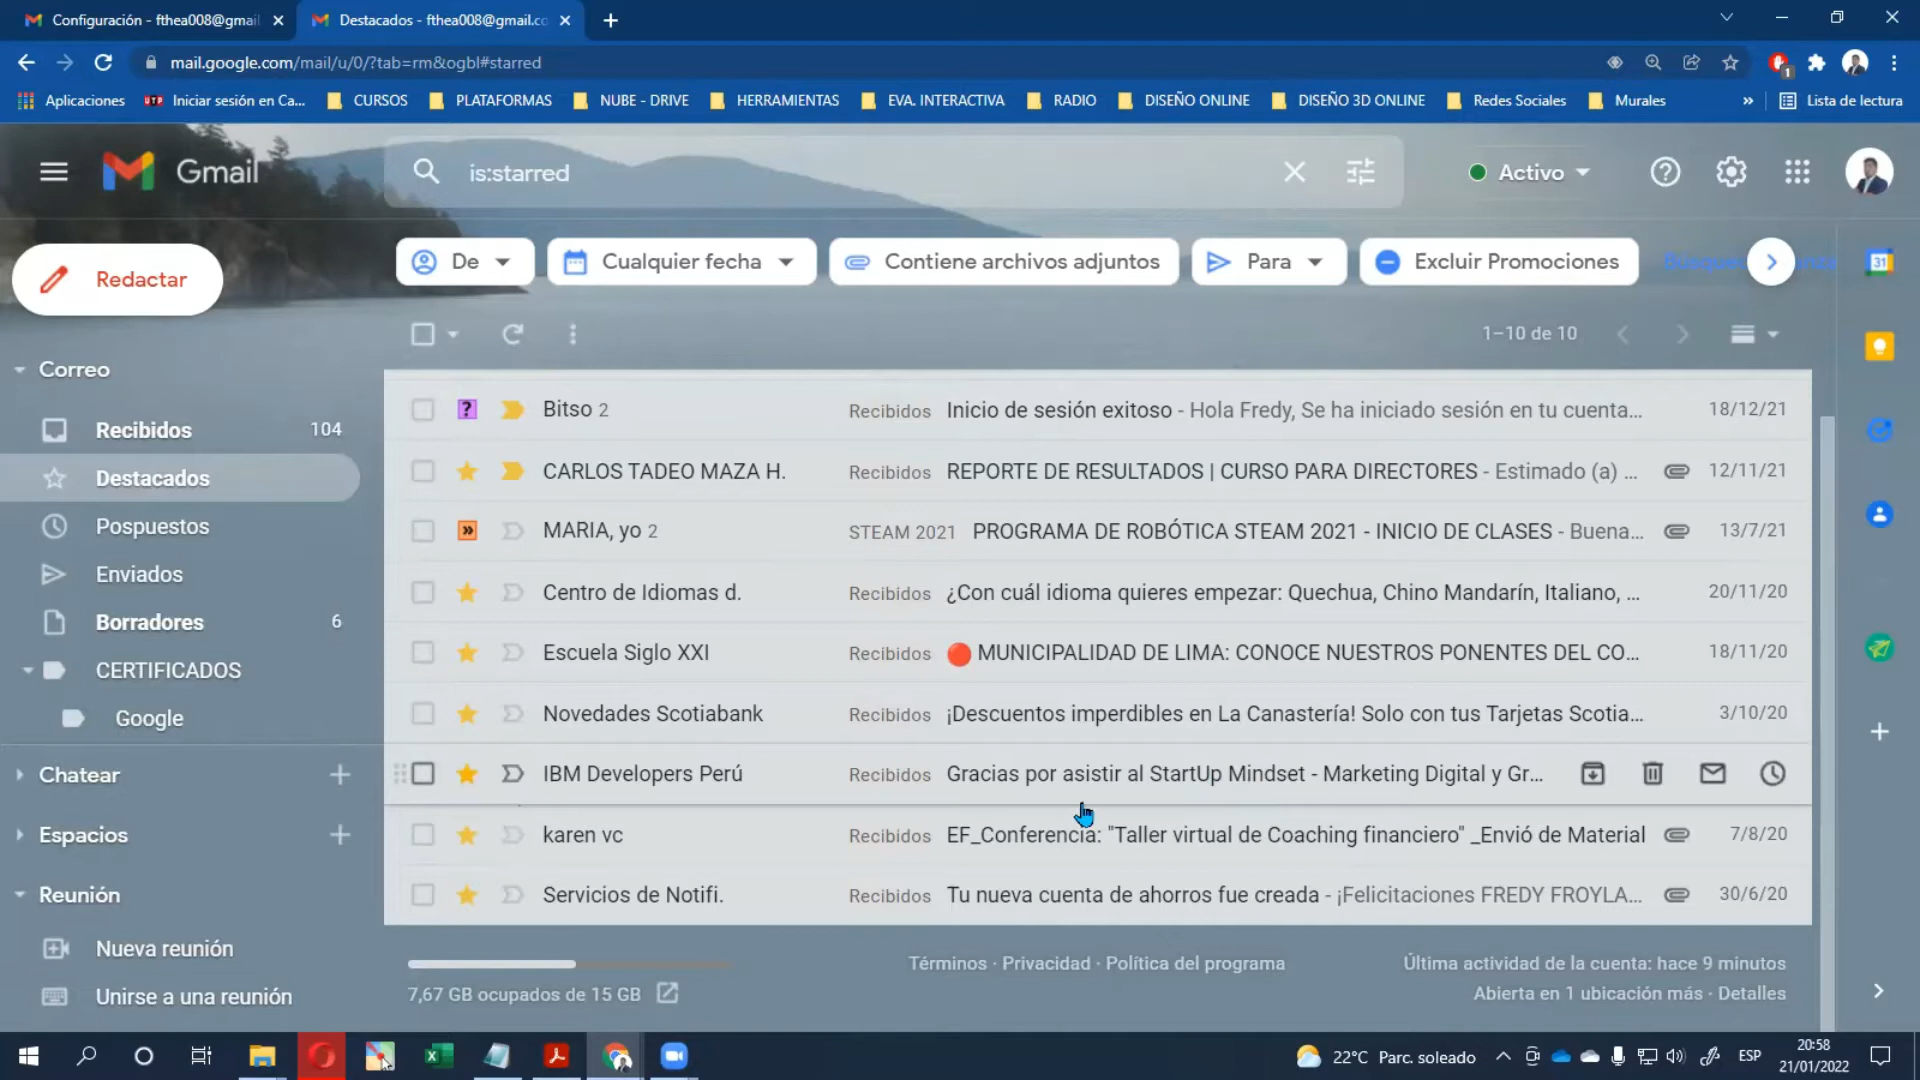 Configuración - fthea008@gmai
Destacados - fthea008@gmail.co
mail.google.com/mail/u/0/?tab=rm&ogbl#starred
1
Aplicaciones
UTP Iniciar sesión en Ca...
CURSOS
PLATAFORMAS
NUBE - DRIVE
HERRAMIENTAS
EVA. INTERACTIVA
RADIO
DISEÑO ONLINE
DISEÑO 3D ONLINE
Redes Sociales
Murales
»
Lista de lectura
Gmail
is:starred
Activo
Redactar
De
Cualquier fecha
Contiene archivos adjuntos
Para
Excluir Promociones
31
1–10 de 10
Correo
Recibidos 104
Destacados
Pospuestos
Enviados
Borradores 6
CERTIFICADOS
Google
Chatear
Espacios
Reunión
Nueva reunión
Unirse a una reunión
? Bitso 2 Recibidos Inicio de sesión exitoso - Hola Fredy, Se ha iniciado sesión en tu cuenta... 18/12/21
CARLOS TADEO MAZA H. Recibidos REPORTE DE RESULTADOS | CURSO PARA DIRECTORES - Estimado (a) ... 12/11/21
» MARIA, yo 2 STEAM 2021 PROGRAMA DE ROBÓTICA STEAM 2021 - INICIO DE CLASES - Buena... 13/7/21
Centro de Idiomas d. Recibidos ¿Con cuál idioma quieres empezar: Quechua, Chino Mandarín, Italiano, ... 20/11/20
Escuela Siglo XXI Recibidos 🔴 MUNICIPALIDAD DE LIMA: CONOCE NUESTROS PONENTES DEL CO... 18/11/20
Novedades Scotiabank Recibidos ¡Descuentos imperdibles en La Canastería! Solo con tus Tarjetas Scotia... 3/10/20
IBM Developers Perú Recibidos Gracias por asistir al StartUp Mindset - Marketing Digital y Gr...
karen vc Recibidos EF_Conferencia: "Taller virtual de Coaching financiero" _Envió de Material 7/8/20
Servicios de Notifi. Recibidos Tu nueva cuenta de ahorros fue creada - ¡Felicitaciones FREDY FROYLA... 30/6/20
7,67 GB ocupados de 15 GB
Términos · Privacidad · Política del programa
Última actividad de la cuenta: hace 9 minutos
Abierta en 1 ubicación más · Detalles
22°C Parc. soleado
ESP
20:58
21/01/2022